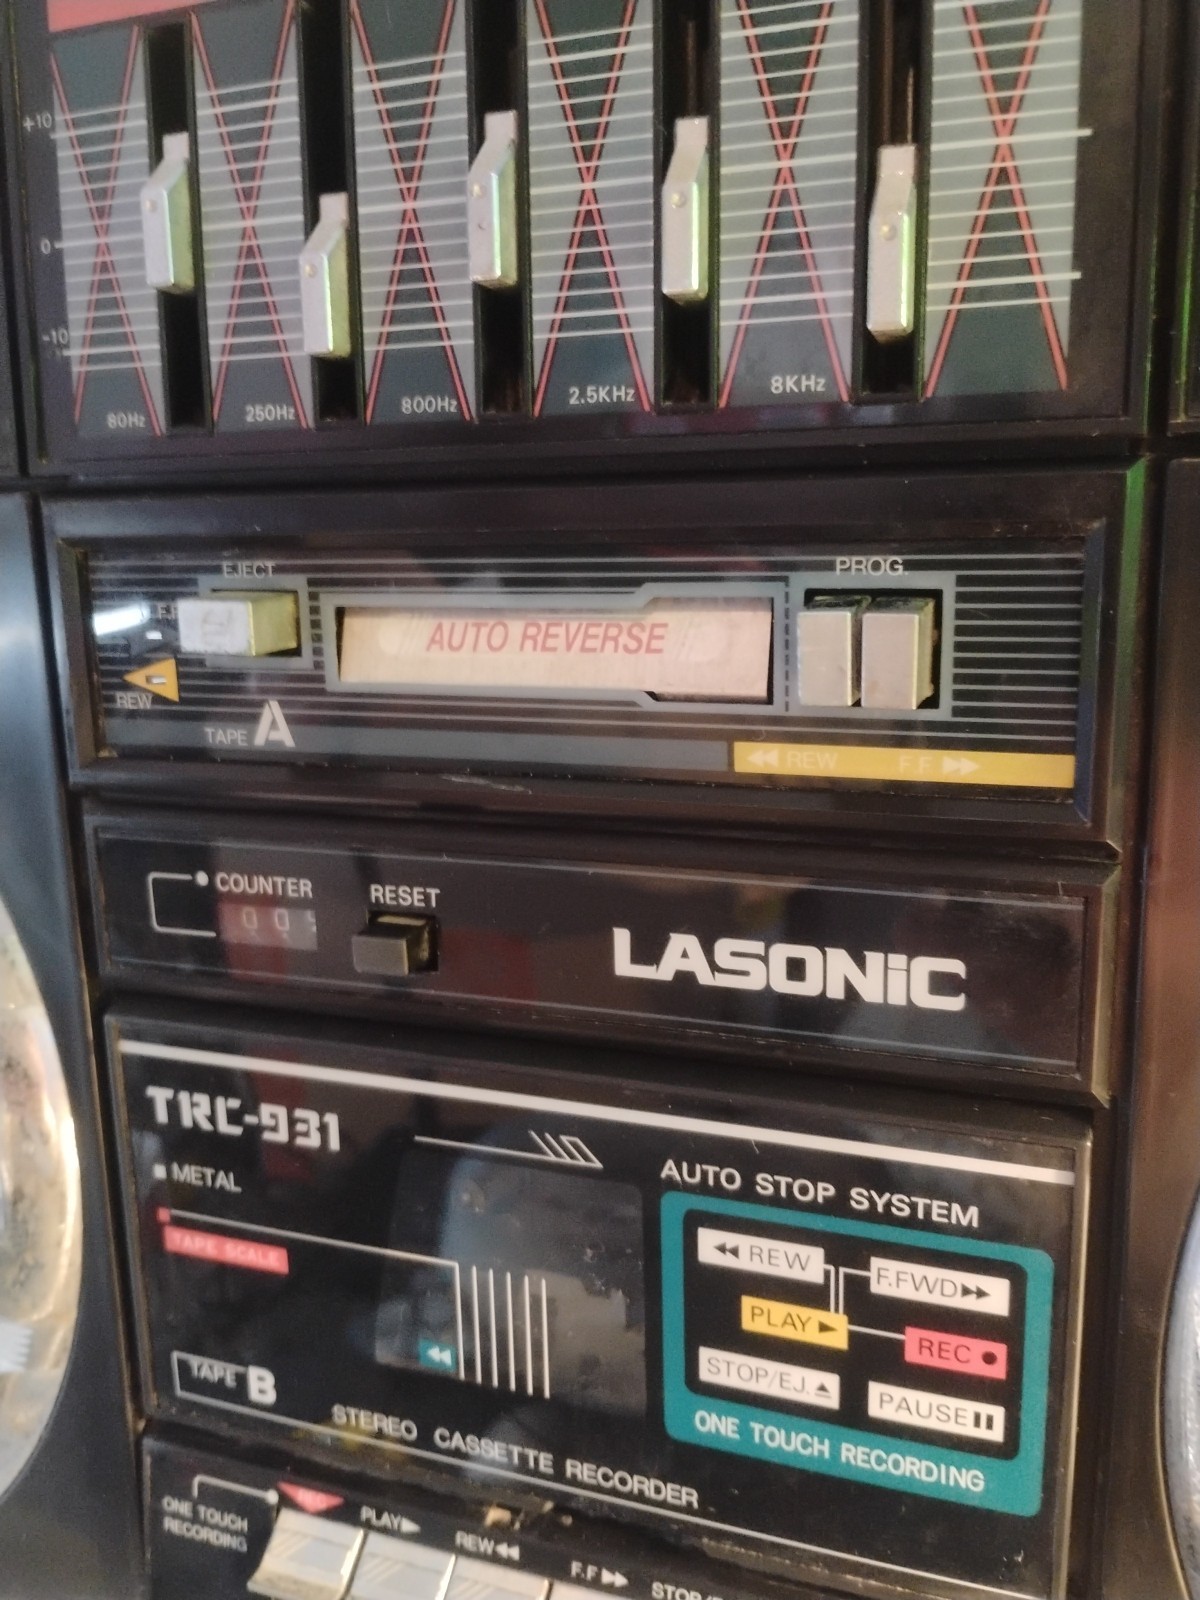 +10
0
-10
80Hz
250Hz
800Hz
2.5KHz
8KHz
EJECT
PROG.
AUTO REVERSE
REW
TAPE A
◀◀ REW F.F ▶▶
COUNTER
RESET
LASONiC
TRC-931
METAL
TAPE SCALE
AUTO STOP SYSTEM
◀◀ REW
F.FWD ▶▶
PLAY ▶
REC ●
STOP/EJ. ⏏
PAUSE ▮▮
ONE TOUCH RECORDING
◀◀
TAPE B
STEREO CASSETTE RECORDER
ONE TOUCH
RECORDING
REC
PLAY ▶
REW ◀◀
F.F ▶▶